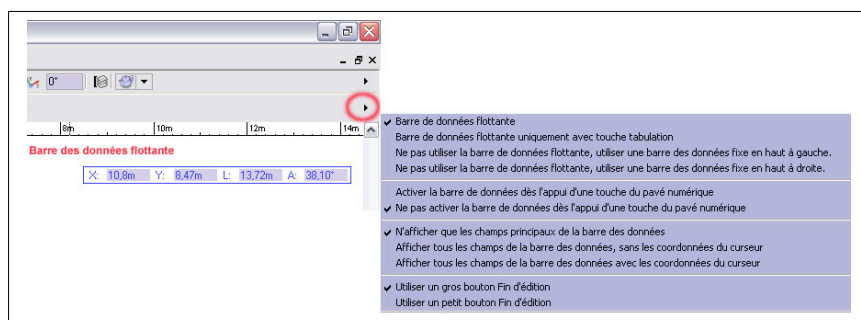 0°
8m 10m 12m 14m
Barre des données flottante
X: 10,8m Y: 8,47m L: 13,72m A: 38,10°
Barre de données flottante
Barre de données flottante uniquement avec touche tabulation
Ne pas utiliser la barre de données flottante, utiliser une barre des données fixe en haut à gauche.
Ne pas utiliser la barre de données flottante, utiliser une barre des données fixe en haut à droite.
Activer la barre de données dès l'appui d'une touche du pavé numérique
Ne pas activer la barre de données dès l'appui d'une touche du pavé numérique
N'afficher que les champs principaux de la barre des données
Afficher tous les champs de la barre des données, sans les coordonnées du curseur
Afficher tous les champs de la barre des données avec les coordonnées du curseur
Utiliser un gros bouton Fin d'édition
Utiliser un petit bouton Fin d'édition